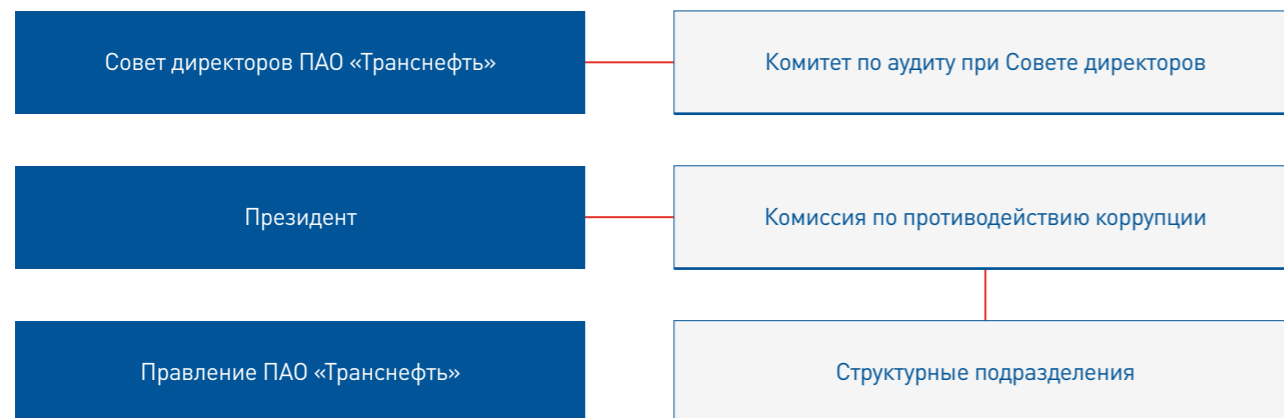 Совет директоров ПАО «Транснефть»
Комитет по аудиту при Совете директоров
Президент
Комиссия по противодействию коррупции
Правление ПАО «Транснефть»
Структурные подразделения